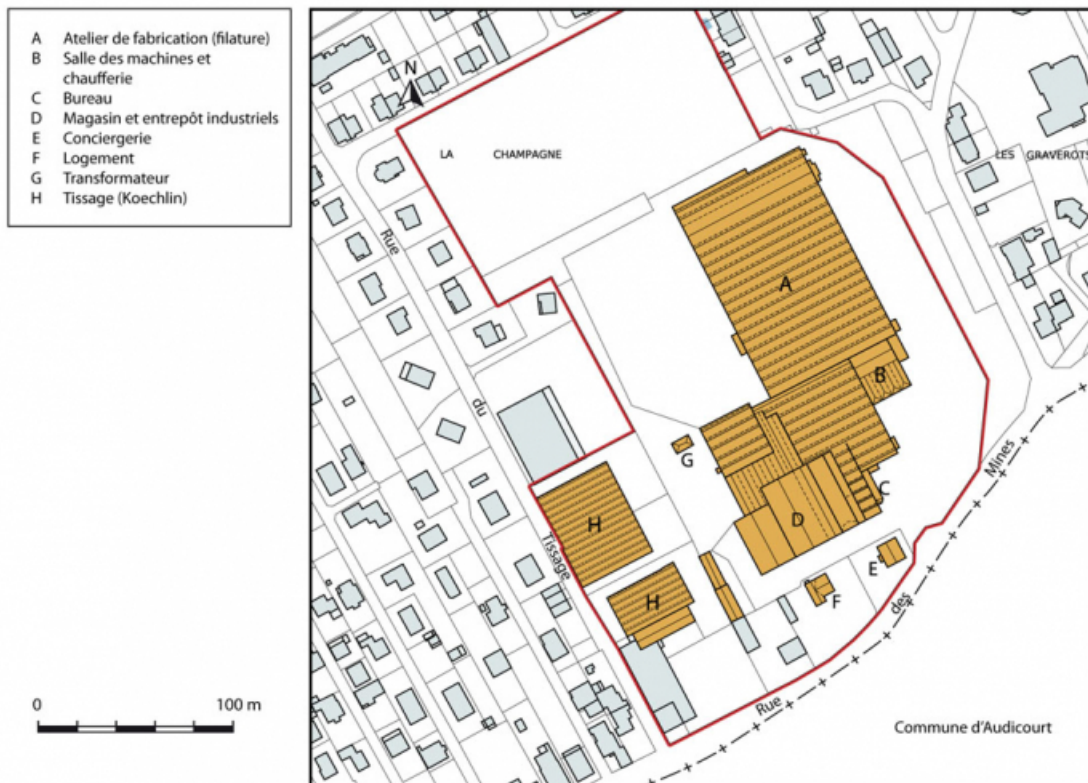 A Atelier de fabrication (filature)
B Salle des machines et
chaufferie
C Bureau
D Magasin et entrepôt industriels
E Conciergerie
F Logement
G Transformateur
H Tissage (Koechlin)
N
LA CHAMPAGNE
LES GRAVEROTS
Rue
du
Tissage
A
B
G
C
D
H
H
E
F
Rue
des
Mines
Commune d'Audicourt
0 100 m